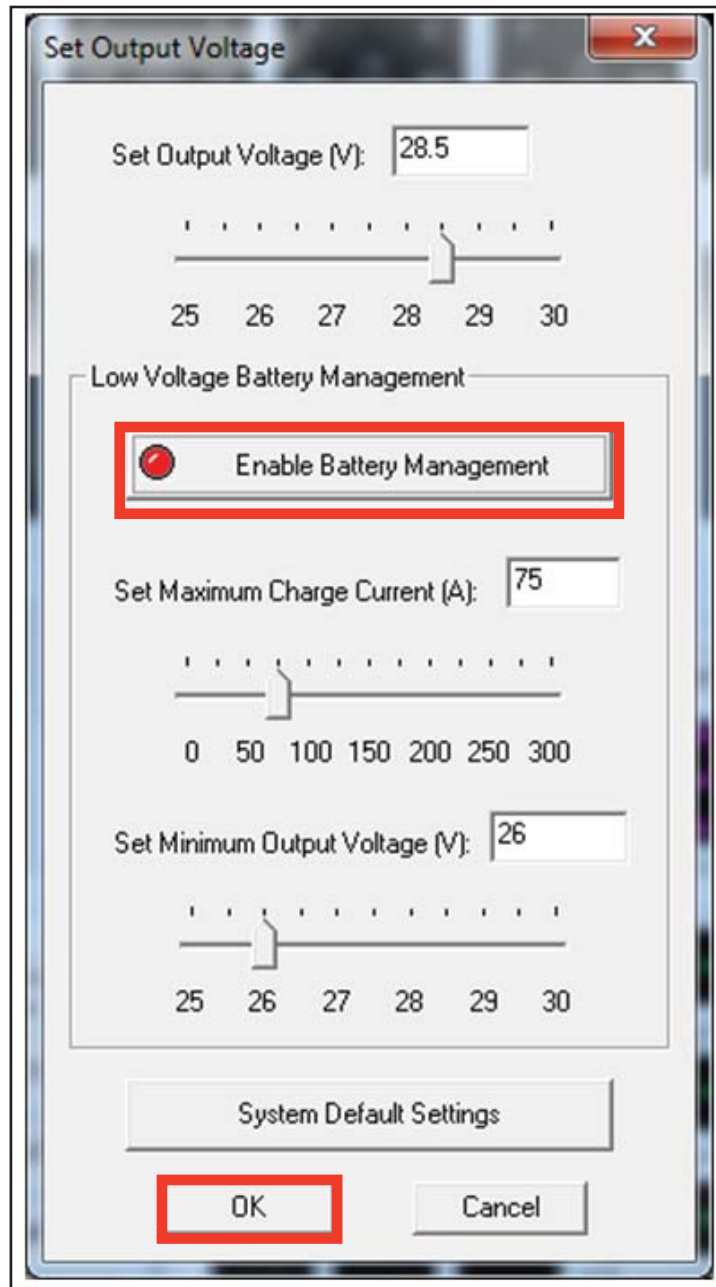 Set Output Voltage
Set Output Voltage (V): 28.5
25 26 27 28 29 30
Low Voltage Battery Management
Enable Battery Management
Set Maximum Charge Current (A): 75
0 50 100 150 200 250 300
Set Minimum Output Voltage (V): 26
25 26 27 28 29 30
System Default Settings
OK Cancel